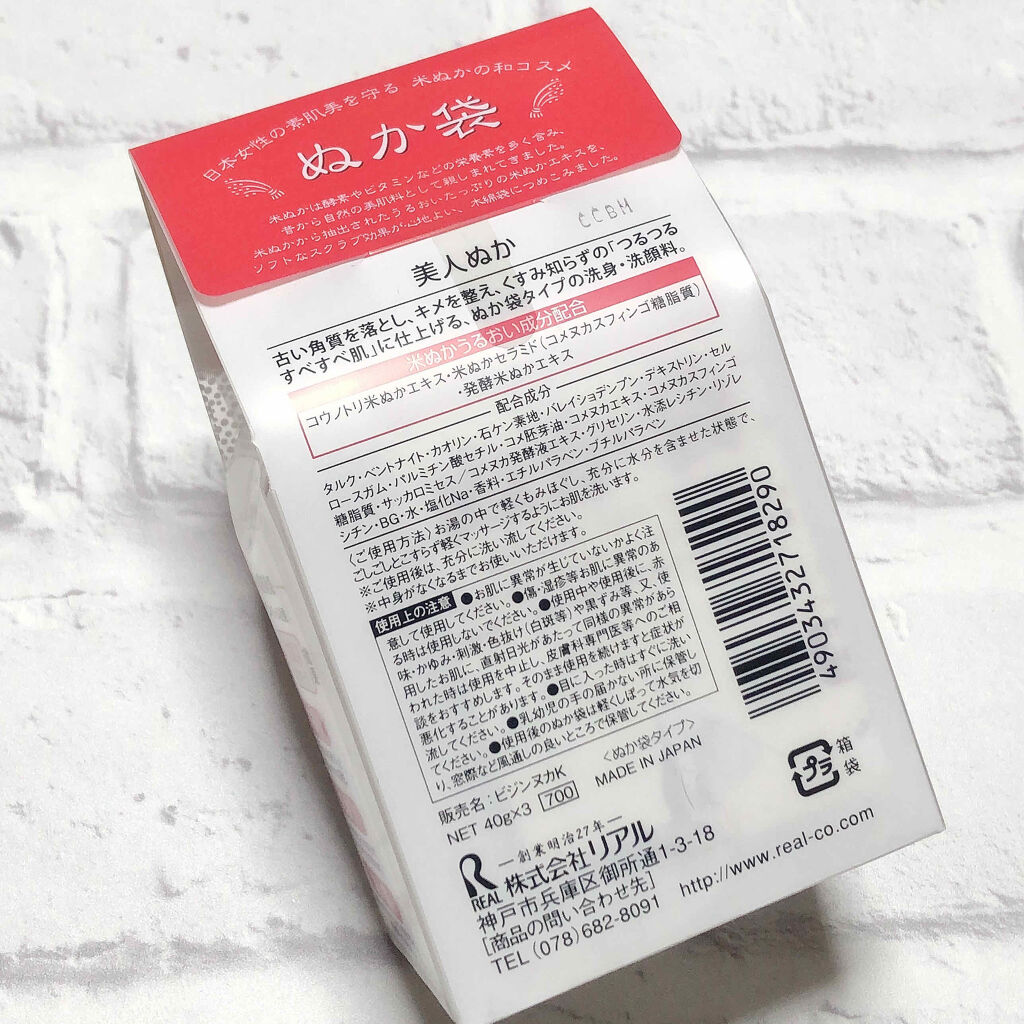 日本女性の素肌美を守る 米ぬかの和コスメ
ぬか袋
米ぬかは酵素やビタミンなどの栄養素を多く含み、
昔から自然の美肌料として親しまれてきました。
米ぬかから抽出されたうるおいたっぷりの米ぬかエキスを、
ソフトなスクラブ効果が心地よい、木綿袋につめこみました。
CCBM
美人ぬか
古い角質を落とし、キメを整え、くすみ知らずの「つるつる
すべすべ肌」に仕上げる、ぬか袋タイプの洗身・洗顔料。
米ぬかうるおい成分配合
コウノトリ米ぬかエキス・米ぬかセラミド(コメヌカスフィンゴ糖脂質)
・発酵米ぬかエキス
配合成分
タルク・ベントナイト・カオリン・石ケン素地・バレイショデンプン・デキストリン・セル
ロースガム・パルミチン酸セチル・コメ胚芽油・コメヌカエキス・コメヌカスフィンゴ
糖脂質・サッカロミセス/コメヌカ発酵液エキス・グリセリン・水添レシチン・リゾレ
シチン・BG・水・塩化Na・香料・エチルパラベン・ブチルパラベン
〈ご使用方法〉お湯の中で軽くもみほぐし、充分に水分を含ませた状態で、
ごしごしとこすらず軽くマッサージするようにお肌を洗います。
※ご使用後は、充分に洗い流してください。
※中身がなくなるまでお使いいただけます。
使用上の注意 ●お肌に異常が生じていないかよく注
意して使用してください。●傷・湿疹等お肌に異常のあ
る時は使用しないでください。●使用中や使用後に、赤
味・かゆみ・刺激・色抜け(白斑等)や黒ずみ等、又、使
用したお肌に、直射日光があたって同様の異常があら
われた時は使用を中止し、皮膚科専門医等へのご相
談をおすすめします。そのまま使用を続けますと症状が
悪化することがあります。●目に入った時はすぐに洗い
流してください。●乳幼児の手の届かない所に保管し
てください。●使用後のぬか袋は軽くしぼって水気を切
り、窓際など風通しの良いところで保管してください。
販売名:ビジンヌカK 〈ぬか袋タイプ〉
NET 40g×3 700 MADE IN JAPAN
4903432718290
プラ
箱
袋
―創業明治27年―
R REAL 株式会社リアル
神戸市兵庫区御所通1-3-18
[商品の問い合わせ先]
TEL (078) 682-8091
http://www.real-co.com